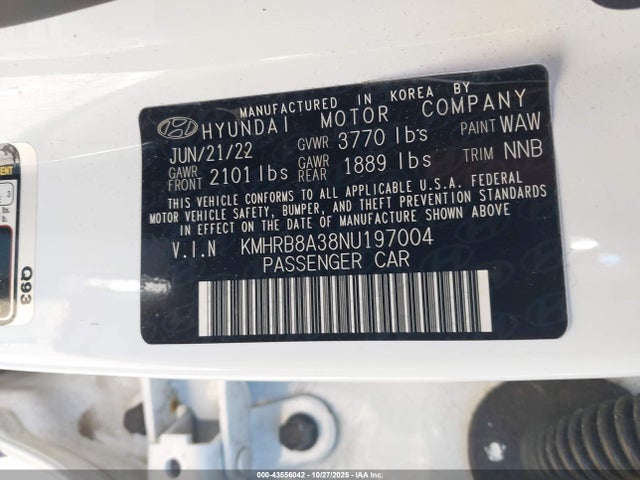 MANUFACTURED IN KOREA BY
HYUNDAI MOTOR COMPANY
JUN/21/22 GVWR 3770 lbs PAINT WAW
GAWR FRONT 2101 lbs GAWR REAR 1889 lbs TRIM NNB
THIS VEHICLE CONFORMS TO ALL APPLICABLE U.S.A. FEDERAL
MOTOR VEHICLE SAFETY, BUMPER, AND THEFT PREVENTION STANDARDS
IN EFFECT ON THE DATE OF MANUFACTURE SHOWN ABOVE.
V.I.N KMHRB8A38NU197004
PASSENGER CAR
3
Q93
000-43556042 | 10/27/2025 | IAA Inc.